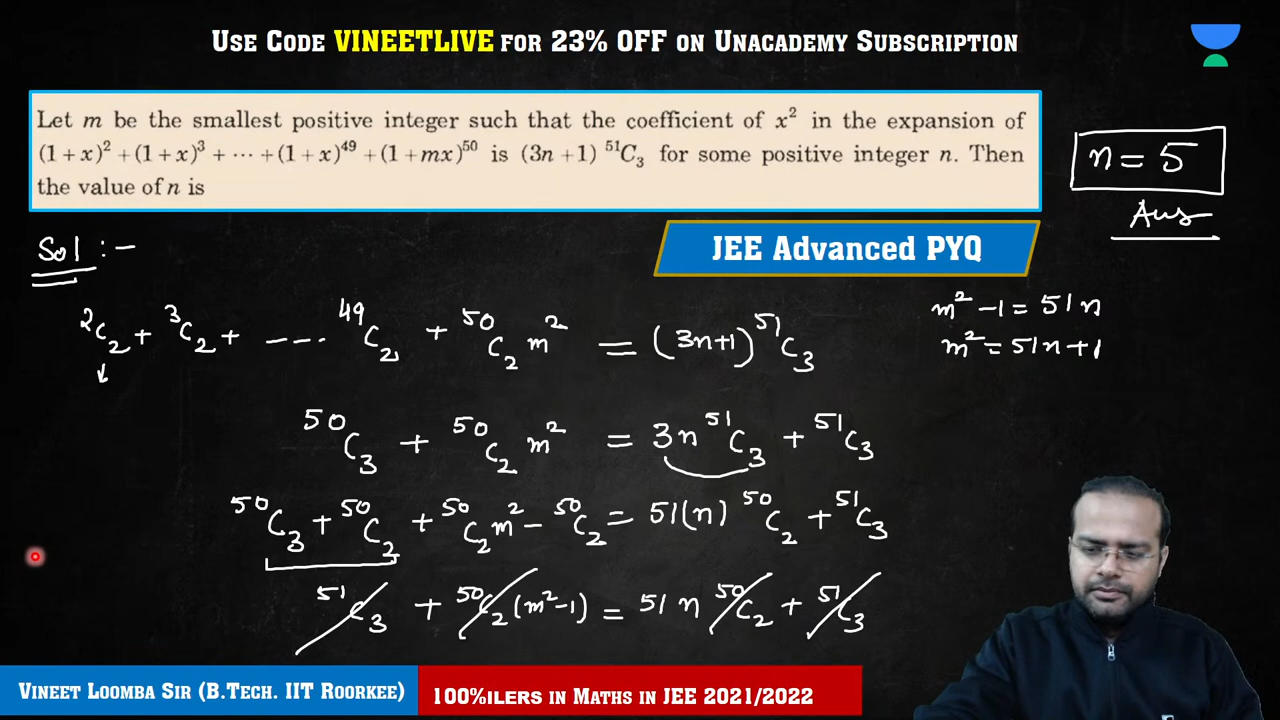 USE CODE VINEETLIVE FOR 23% OFF ON UNACADEMY SUBSCRIPTION
Let m be the smallest positive integer such that the coefficient of x² in the expansion of
(1+x)² + (1+x)³ + ⋯ + (1+x)⁴⁹ + (1+mx)⁵⁰ is (3n+1) ⁵¹C₃ for some positive integer n. Then
the value of n is
n = 5
Ans
JEE Advanced PYQ
Sol :-
²C₂ + ³C₂ + ---. ⁴⁹C₂ + ⁵⁰C₂ m² = (3n+1) ⁵¹C₃
m² - 1 = 51n
m² = 51n + 1
⁵⁰C₃ + ⁵⁰C₂ m² = 3n ⁵¹C₃ + ⁵¹C₃
⁵⁰C₃ + ⁵⁰C₂ + ⁵⁰C₂ m² - ⁵⁰C₂ = 51(n) ⁵⁰C₂ + ⁵¹C₃
⁵¹C₃ + ⁵⁰C₂ (m²-1) = 51 n ⁵⁰C₂ + ⁵¹C₃
VINEET LOOMBA SIR (B.TECH. IIT ROORKEE)
100%ILERS IN MATHS IN JEE 2021/2022